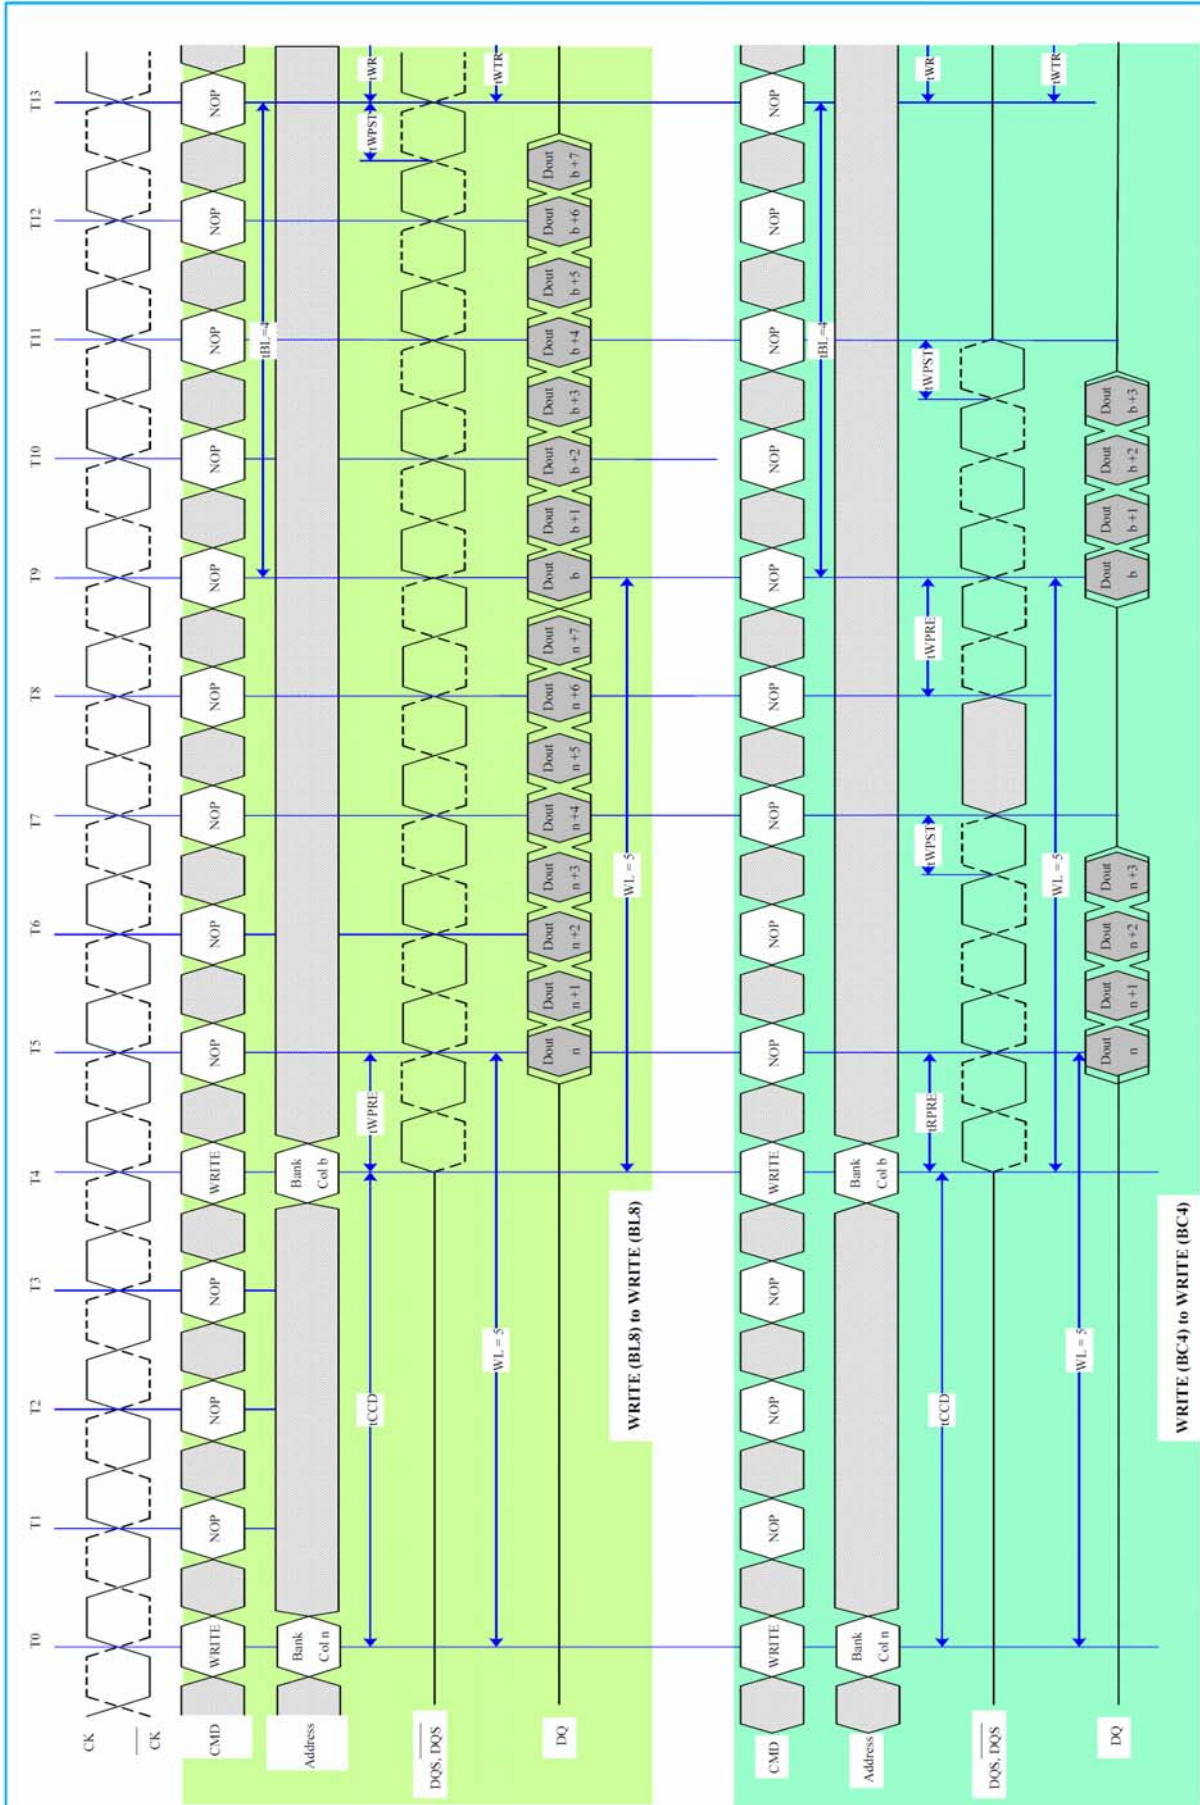 T0 T1 T2 T3 T4 T5 T6 T7 T8 T9 T10 T11 T12 T13
CK
CK
CMD WRITE NOP NOP NOP WRITE NOP NOP NOP NOP NOP NOP NOP NOP NOP
tBL=4
Address
Bank
Col n
Bank
Col b
tCCD tWPRE tWPST tWR
DQS, DQS
WL = 5 tWTR
DQ
Dout
n
Dout
n+1
Dout
n+2
Dout
n+3
Dout
n+4
Dout
n+5
Dout
n+6
Dout
n+7
Dout
b
Dout
b+1
Dout
b+2
Dout
b+3
Dout
b+4
Dout
b+5
Dout
b+6
Dout
b+7
WL = 5
WRITE (BL8) to WRITE (BL8)
CMD WRITE NOP NOP NOP WRITE NOP NOP NOP NOP NOP NOP NOP NOP NOP
tBL=4
Address
Bank
Col n
Bank
Col b
tCCD tRPRE tWPST tWPRE tWPST tWR
DQS, DQS
WL = 5 tWTR
WL = 5
DQ
Dout
n
Dout
n+1
Dout
n+2
Dout
n+3
Dout
b
Dout
b+1
Dout
b+2
Dout
b+3
WRITE (BC4) to WRITE (BC4)